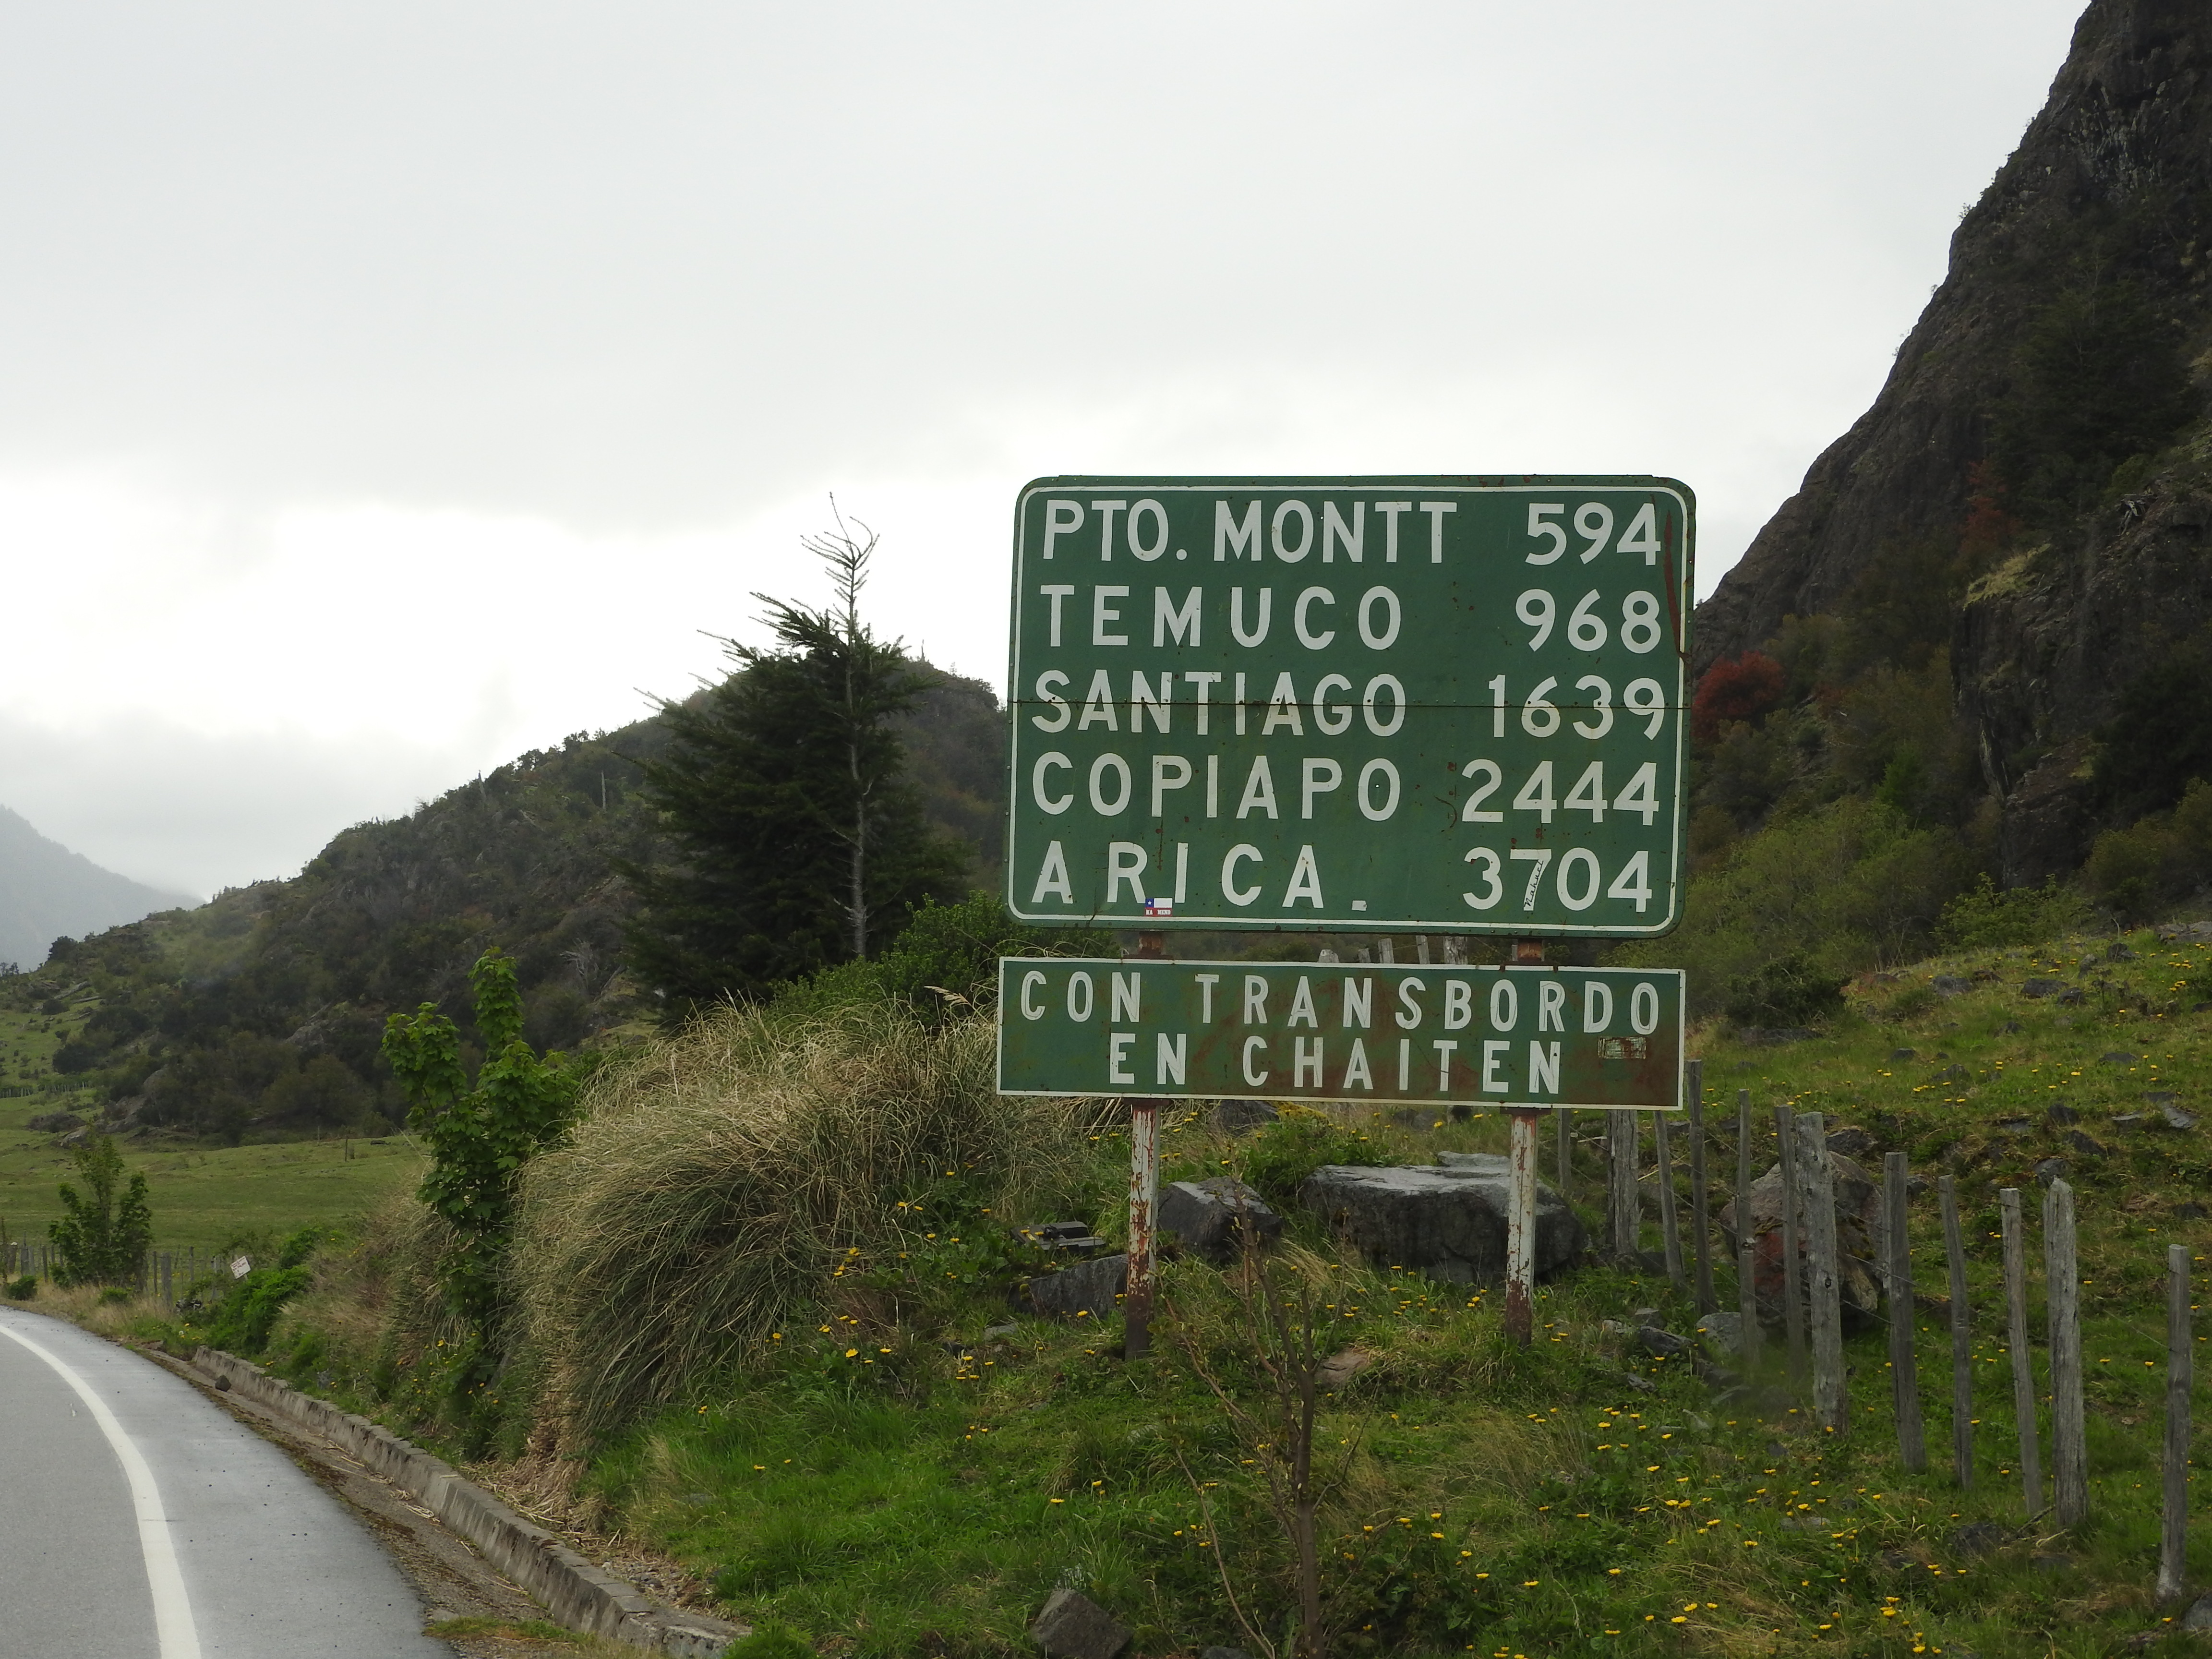 PTO. MONTT 594
TEMUCO 968
SANTIAGO 1639
COPIAPO 2444
ARICA. 3704
CON TRANSBORDO
EN CHAITEN